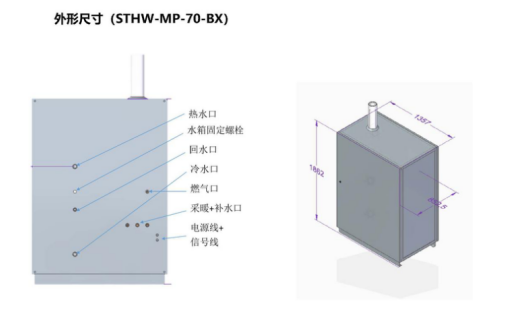 外形尺寸（STHW-MP-70-BX）
热水口
水箱固定螺栓
回水口
冷水口
燃气口
采暖+补水口
电源线+
信号线
1357
1862